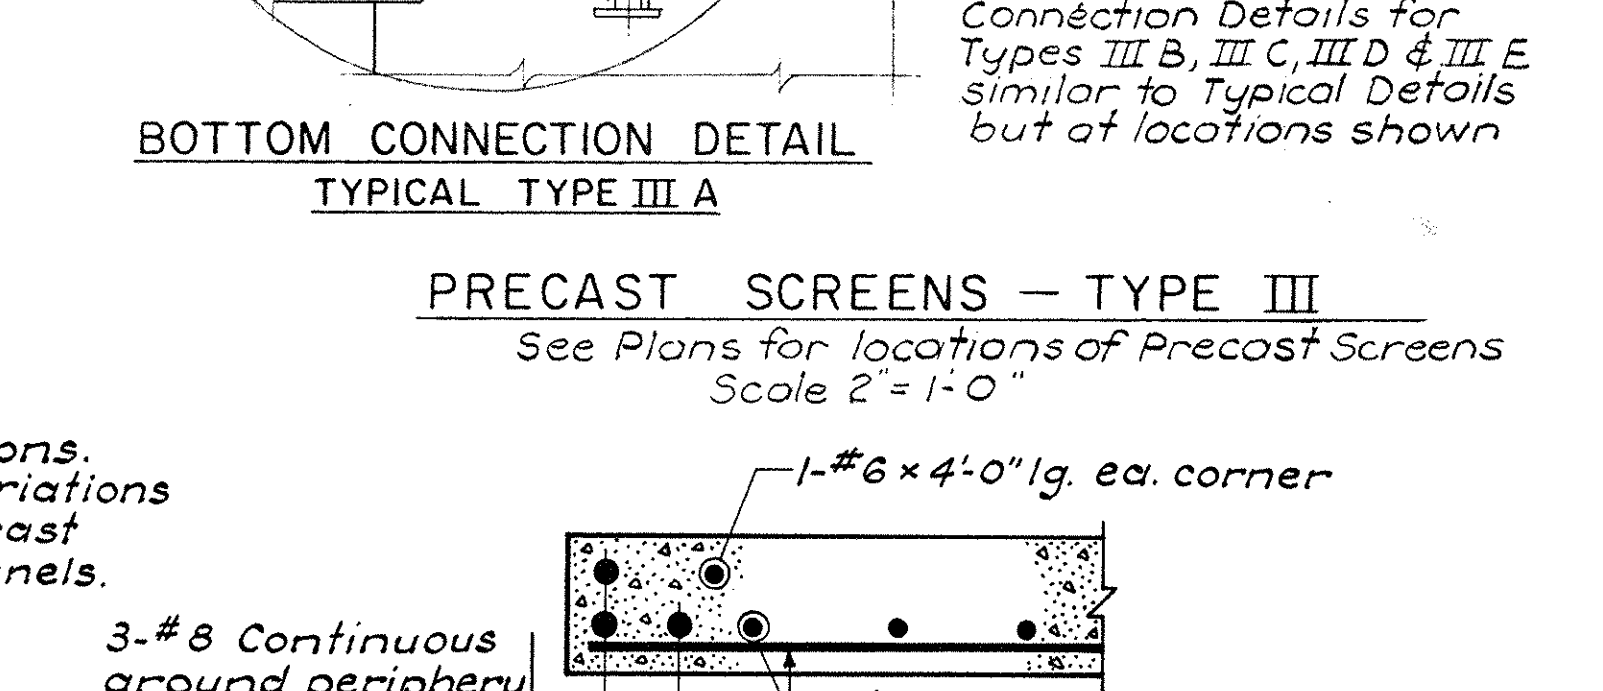 Connection Details for
Types III B, III C, III D & III E
similar to Typical Details
but at locations shown
BOTTOM CONNECTION DETAIL
TYPICAL TYPE III A
PRECAST SCREENS — TYPE III
See Plans for locations of Precast Screens
Scale 2" = 1'-0"
ons.
riations
cast
nels.
1-#6 × 4'-0" lg. ea. corner
3-#8 Continuous
around periphery